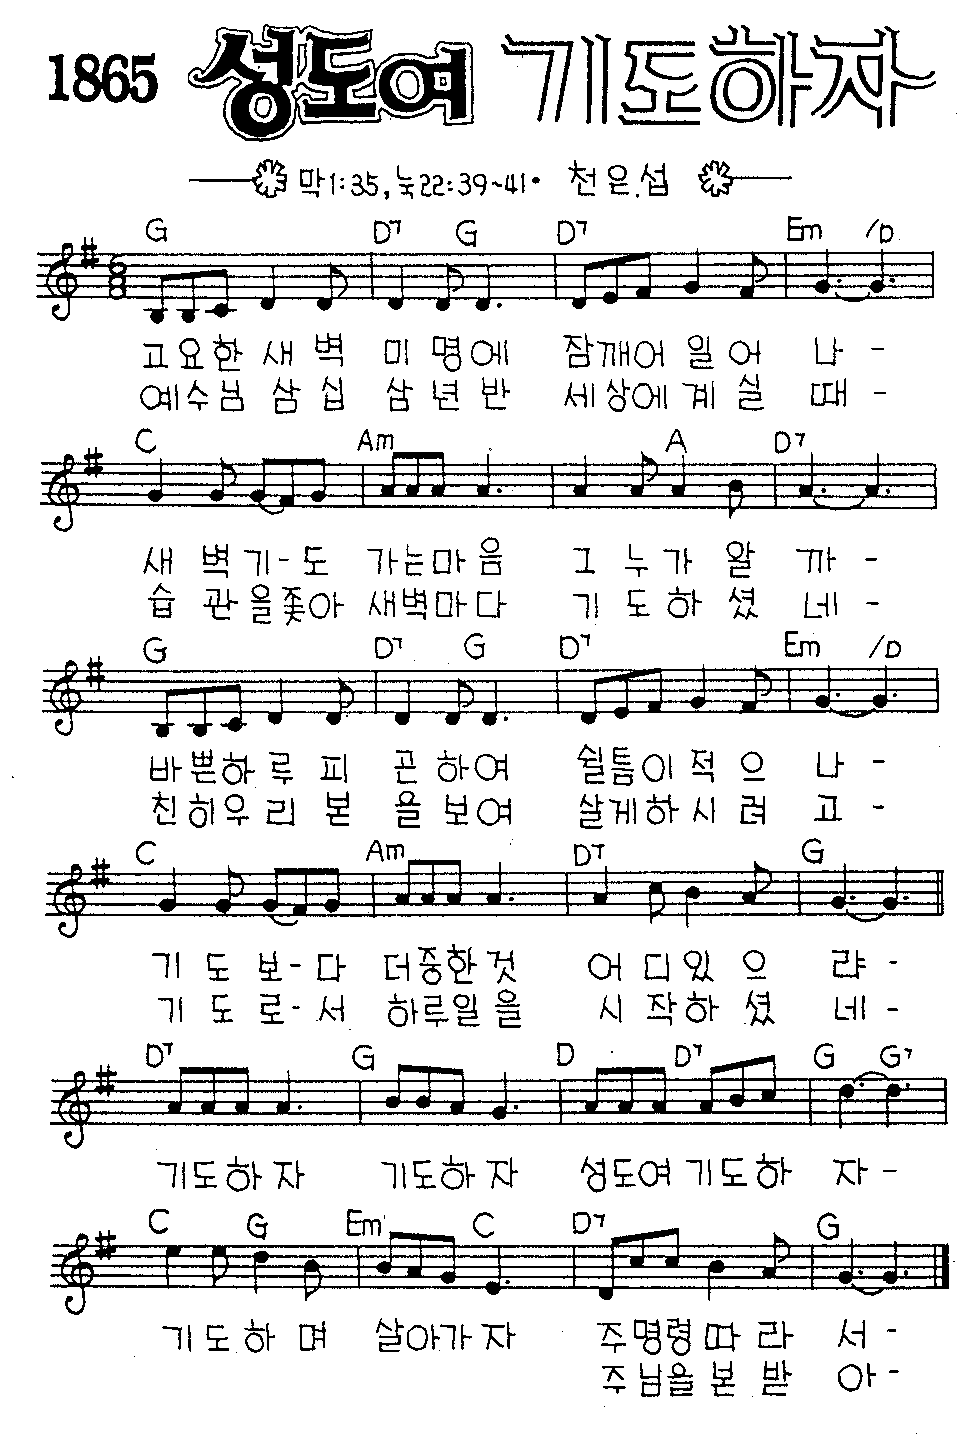 1865 성도여 기도하자
막1:35, 눅22:39~41. 천은섭
G D7 G D7 Em /D
고요한 새 벽 미 명에 잠깨어 일어 나 -
예수님 삼 십 삼 년 반 세상에계 실 때 -
C Am A D7
새 벽기-도 가는마음 그 누가 알 까 -
습 관을좇아 새벽마다 기 도하 셨 네 -
G D7 G D7 Em /D
바쁜하 루 피 곤 하여 쉴틈이 적 으 나 -
친히우 리 본 을 보여 살게하 시 려 고 -
C Am D7 G
기 도 보-다 더중한것 어 디있 으 랴 -
기 도 로-서 하루일을 시 작하 셨 네 -
D7 G D D7 G G7
기도하자 기도하자 성도여 기도하 자 -
C G Em C D7 G
기 도 하 며 살아가자 주명령따 라 서 -
주님을본 받 아 -